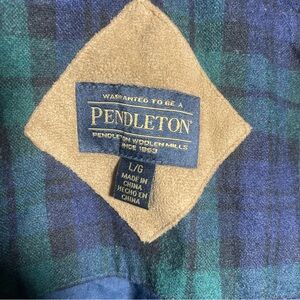 WARRANTED TO BE A
PENDLETON
PENDLETON WOOLEN MILLS
SINCE 1863
L/G
MADE IN
CHINA
HECHO EN
CHINA